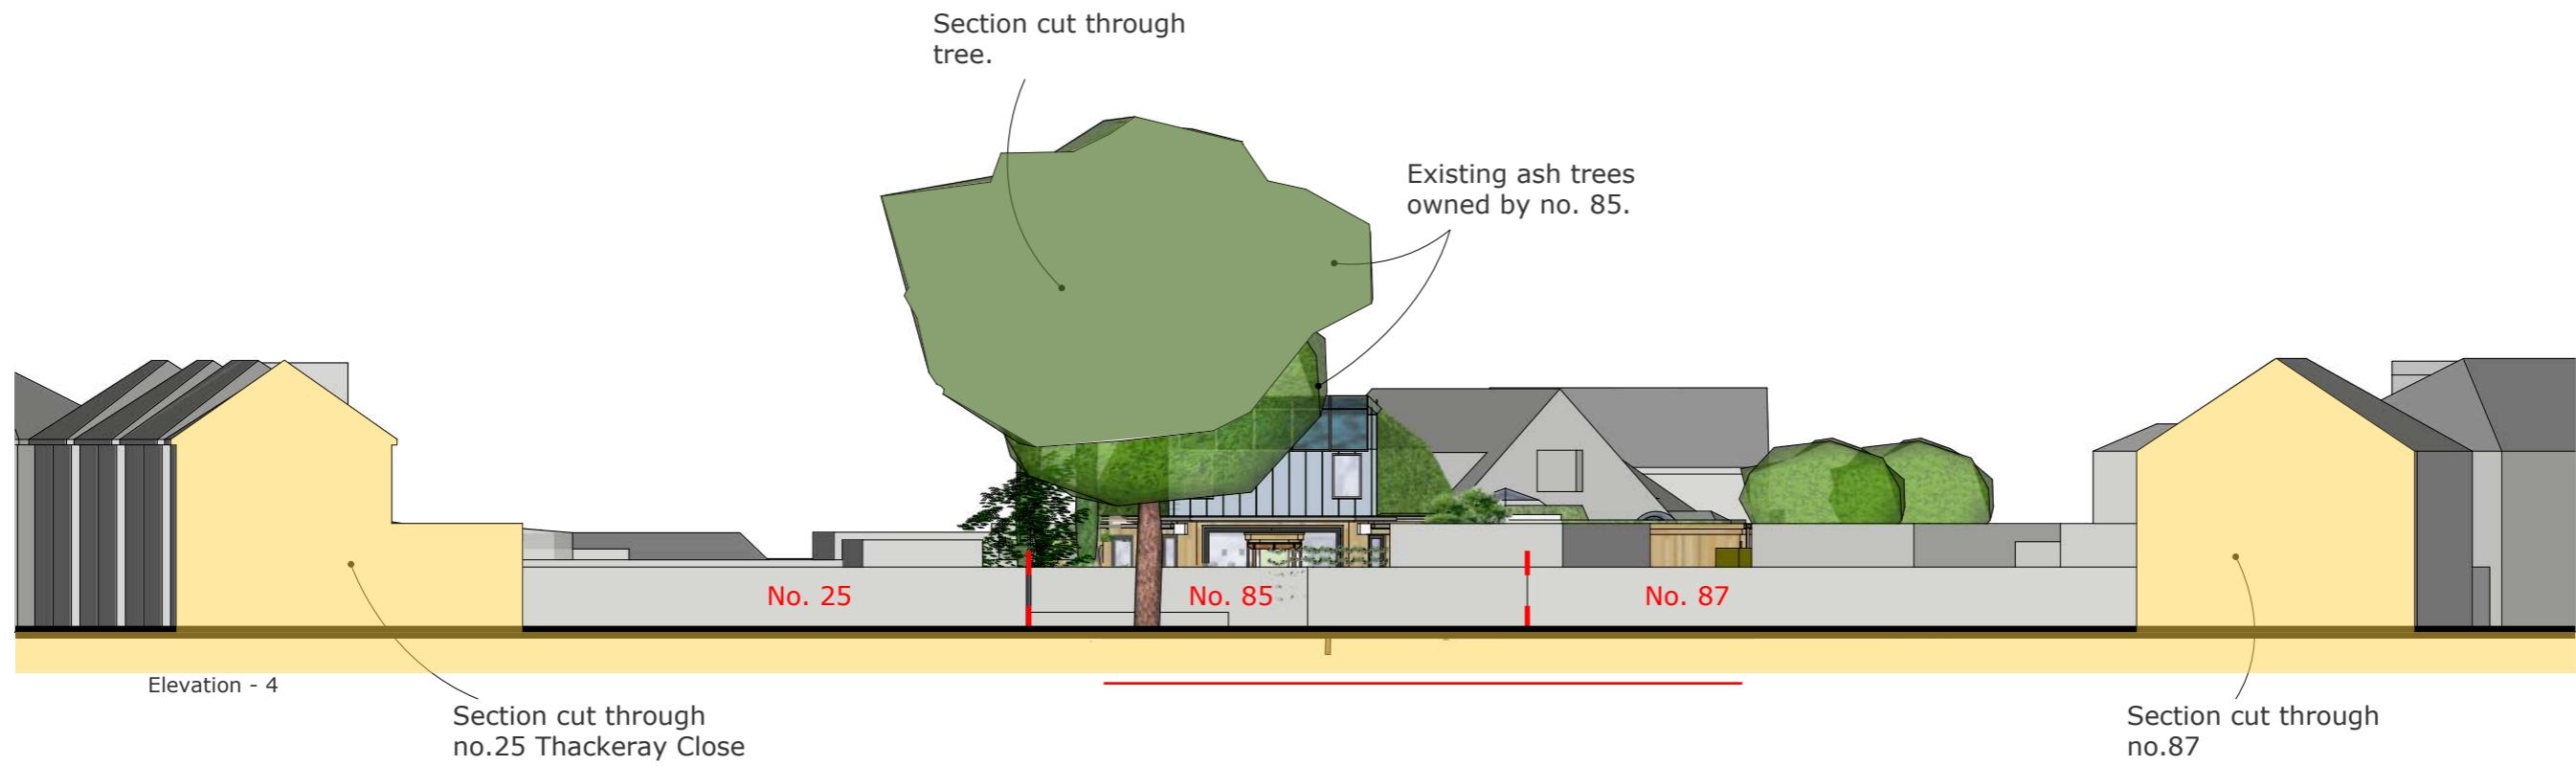 Section cut through
tree.
Existing ash trees
owned by no. 85.
No. 25
No. 85
No. 87
Elevation - 4
Section cut through
no.25 Thackeray Close
Section cut through
no.87